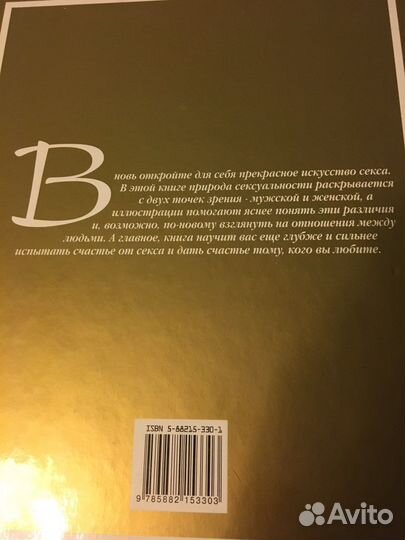 Вновь откройте для себя прекрасное искусство секса.
В этой книге природа сексуальности раскрывается
с двух точек зрения - мужской и женской, а
иллюстрации помогают яснее понять эти различия
и, возможно, по-новому взглянуть на отношения между
людьми. А главное, книга научит вас еще глубже и сильнее
испытать счастье от секса и дать счастье тому, кого вы любите.
ISBN 5-88215-330-1
9 785882 153303
Avito